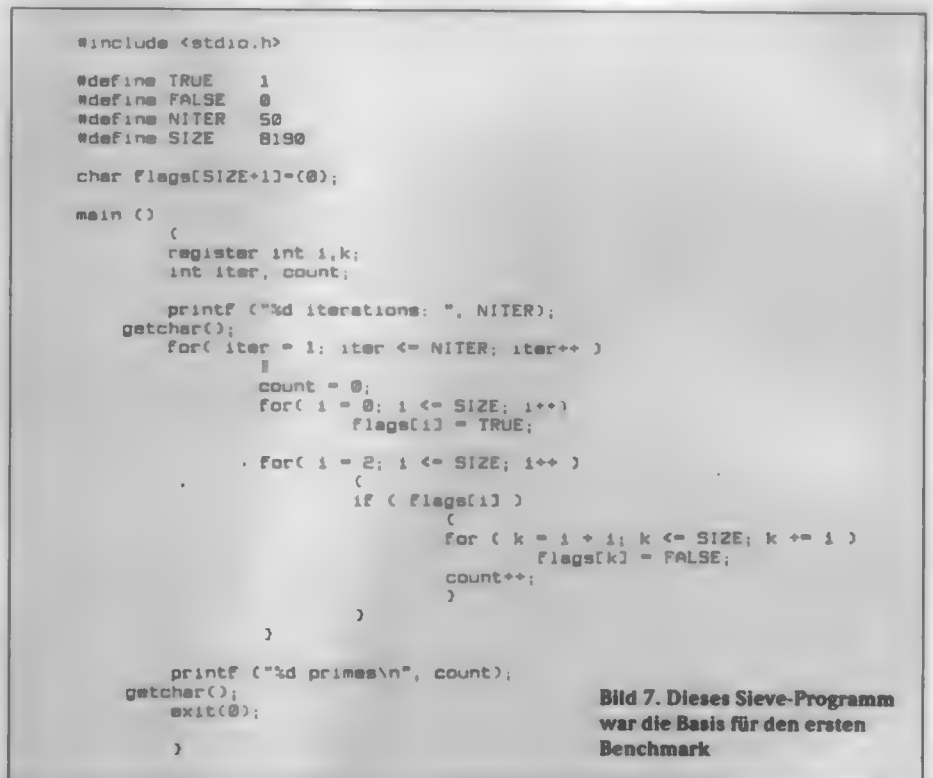 #include <stdio.h>
#define TRUE 1
#define FALSE 0
#define NITER 50
#define SIZE 8190
char flags[SIZE+1]={0};
main ()
{
register int i,k;
int iter, count;
printf ("%d iterations: ", NITER);
getchar();
for( iter = 1; iter <= NITER; iter++ )
{
count = 0;
for( i = 0; i <= SIZE; i++)
flags[i] = TRUE;
for( i = 2; i <= SIZE; i++ )
{
if ( flags[i] )
{
for ( k = i + i; k <= SIZE; k += i )
flags[k] = FALSE;
count++;
}
}
}
printf ("%d primes\n", count);
getchar();
exit(0);
}
Bild 7. Dieses Sieve-Programm
war die Basis für den ersten
Benchmark